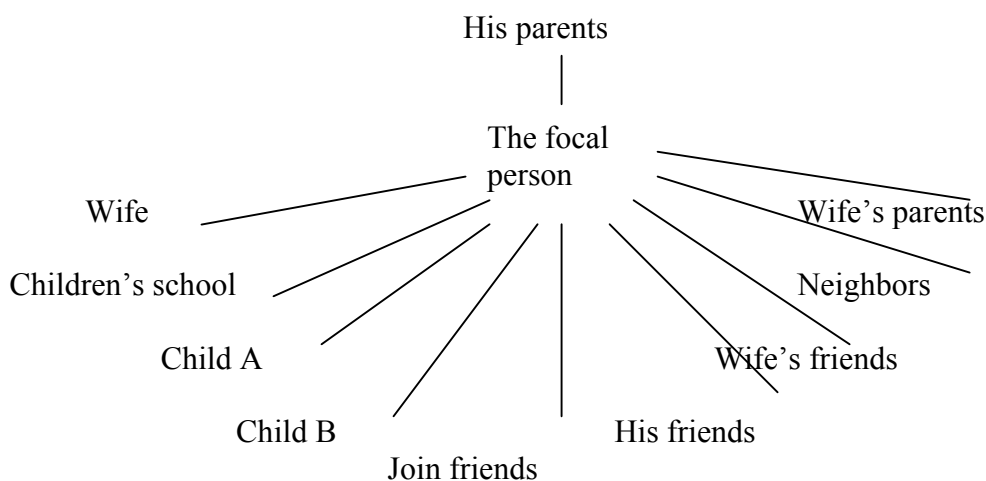 His parents
The focal
person
Wife
Wife’s parents
Children’s school
Neighbors
Child A
Wife’s friends
Child B
His friends
Join friends